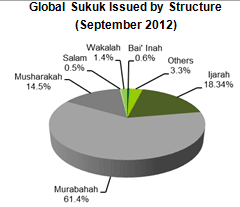 Global Sukuk Issued by Structure
(September 2012)
Wakalah
1.4%
Bai' Inah
0.6%
Salam
0.5%
Others
3.3%
Musharakah
14.5%
Ijarah
18.34%
Murabahah
61.4%